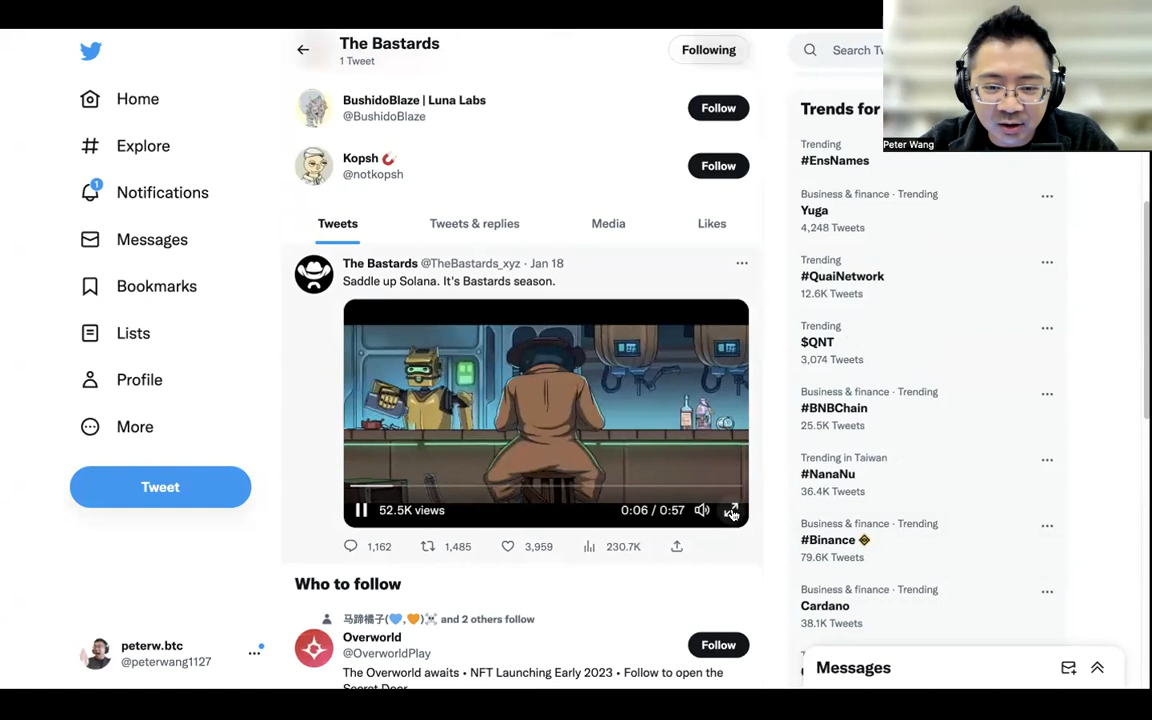 The Bastards
1 Tweet
Following
Search Tw
BushidoBlaze | Luna Labs
@BushidoBlaze
Follow
Kopsh
@notkopsh
Follow
Tweets
Tweets & replies
Media
Likes
The Bastards @TheBastards_xyz · Jan 18
Saddle up Solana. It's Bastards season.
52.5K views
0:06 / 0:57
1,162
1,485
3,959
230.7K
Who to follow
马蹄橘子(💙,🧡)☠️ and 2 others follow
Overworld
@OverworldPlay
Follow
The Overworld awaits • NFT Launching Early 2023 • Follow to open the
Secret Door
Home
Explore
1
Notifications
Messages
Bookmarks
Lists
Profile
More
Tweet
peterw.btc
@peterwang1127
Peter Wang
Trends for
Trending
#EnsNames
Business & finance · Trending
Yuga
4,248 Tweets
Trending
#QuaiNetwork
12.6K Tweets
Trending
$QNT
3,074 Tweets
Business & finance · Trending
#BNBChain
25.5K Tweets
Trending in Taiwan
#NanaNu
36.4K Tweets
Business & finance · Trending
#Binance
79.6K Tweets
Business & finance · Trending
Cardano
38.1K Tweets
Messages